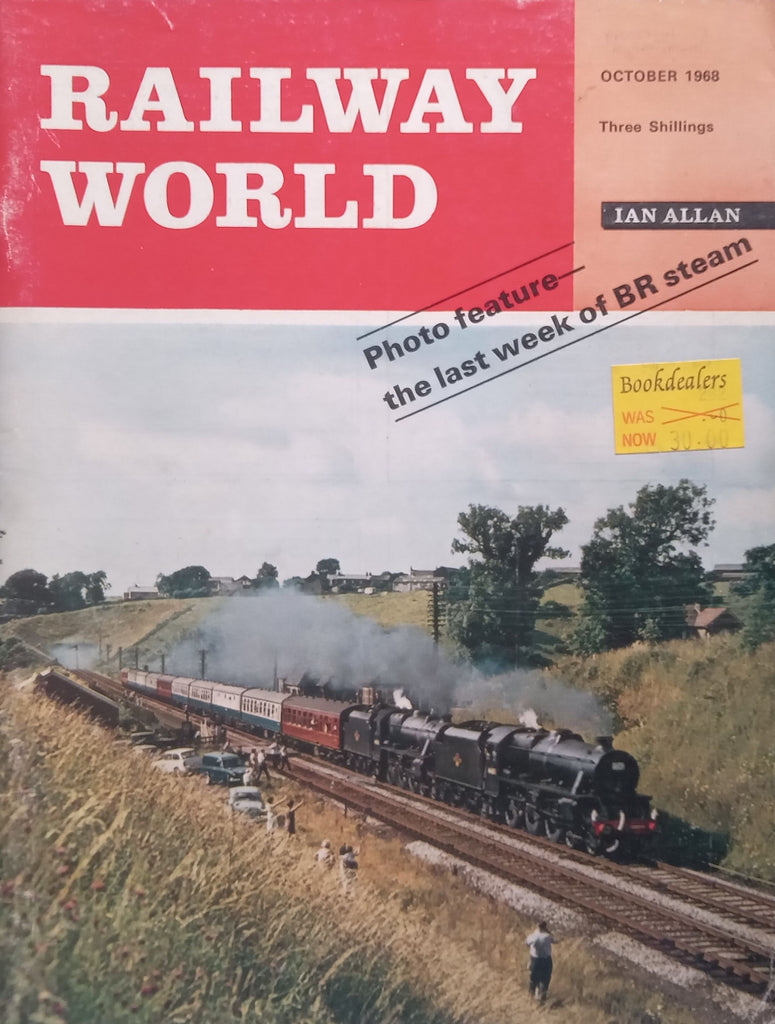 RAILWAY
WORLD
OCTOBER 1968
Three Shillings
IAN ALLAN
Photo feature—
the last week of BR steam
Bookdealers
WAS
NOW 30.00